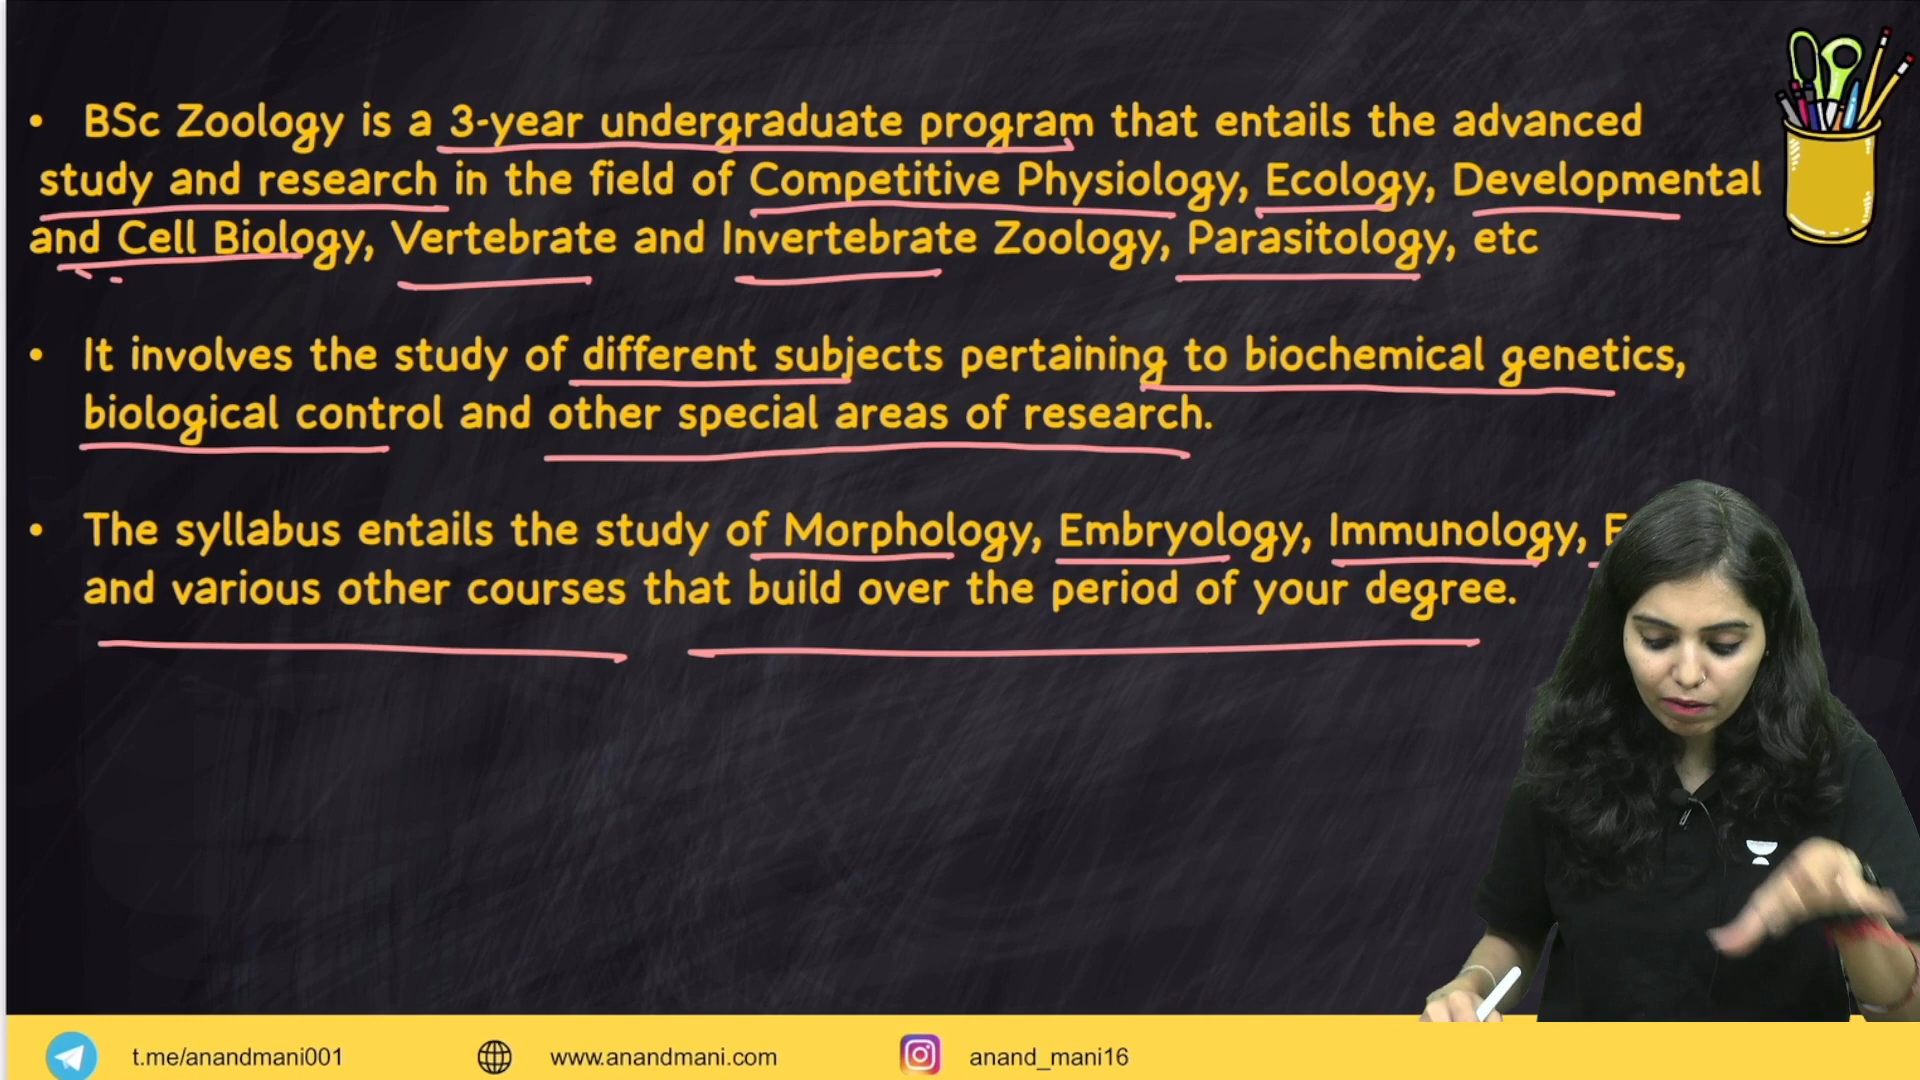 • BSc Zoology is a 3-year undergraduate program that entails the advanced
study and research in the field of Competitive Physiology, Ecology, Developmental
and Cell Biology, Vertebrate and Invertebrate Zoology, Parasitology, etc
• It involves the study of different subjects pertaining to biochemical genetics,
biological control and other special areas of research.
• The syllabus entails the study of Morphology, Embryology, Immunology,
and various other courses that build over the period of your degree.
t.me/anandmani001
www.anandmani.com
anand_mani16